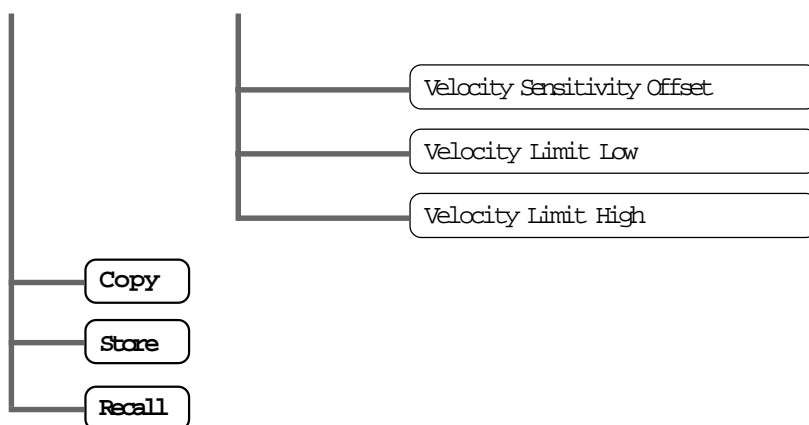 Velocity Sensitivity Offset
Velocity Limit Low
Velocity Limit High
Copy
Store
Recall